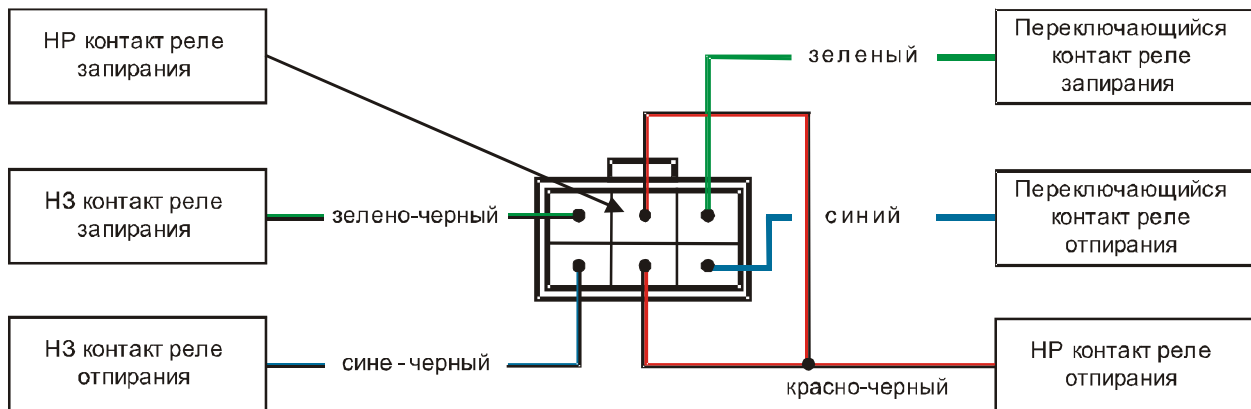 НР контакт реле
запирания
зеленый
Переключающийся
контакт реле
запирания
НЗ контакт реле
запирания
зелено-черный
синий
Переключающийся
контакт реле
отпирания
НЗ контакт реле
отпирания
сине-черный
красно-черный
НР контакт реле
отпирания